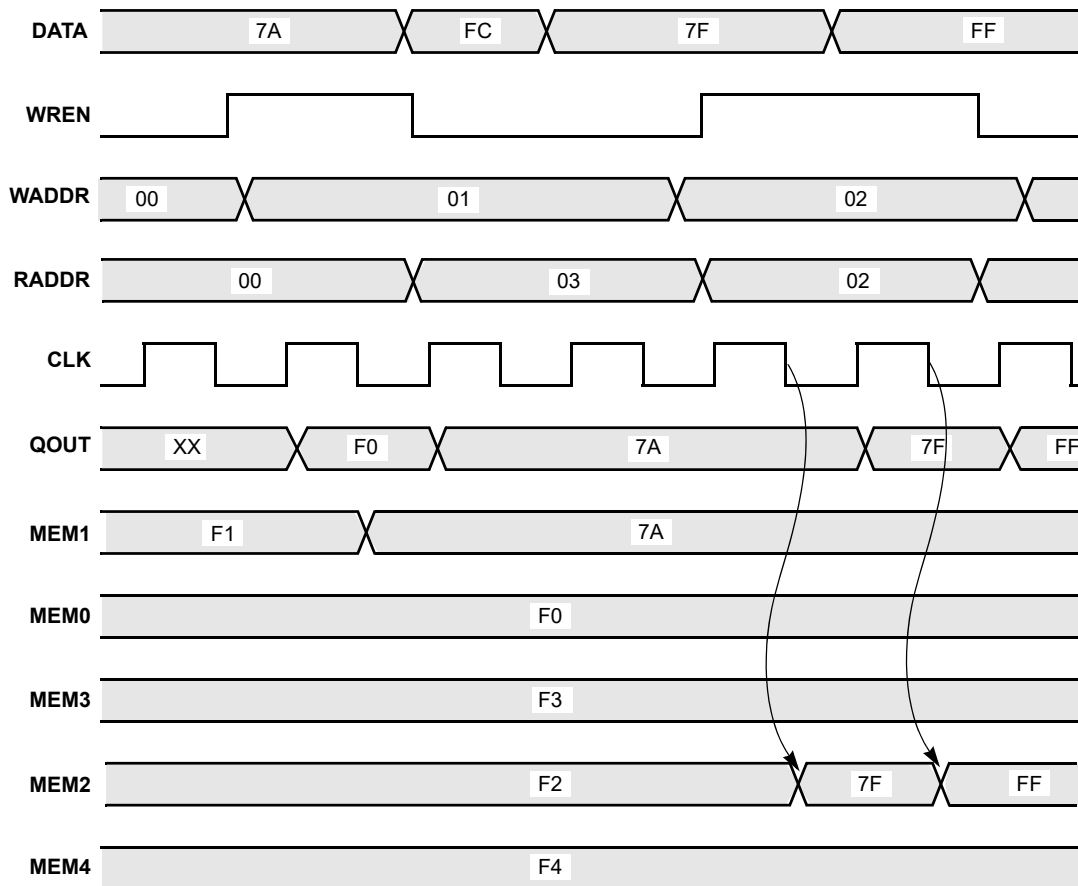 DATA 7A FC 7F FF
WREN
WADDR 00 01 02
RADDR 00 03 02
CLK
QOUT XX F0 7A 7F FF
MEM1 F1 7A
MEM0 F0
MEM3 F3
MEM2 F2 7F FF
MEM4 F4